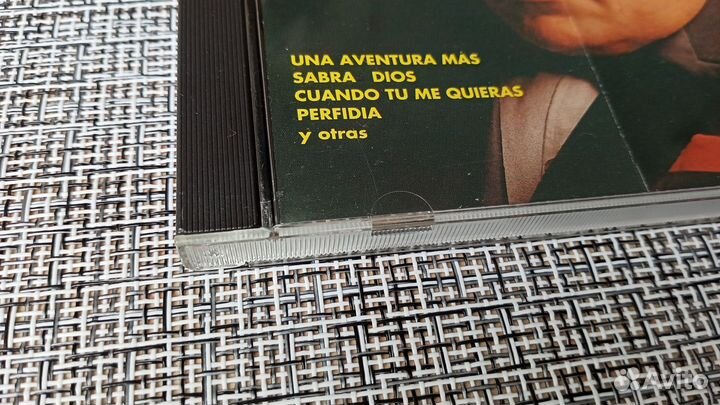 UNA AVENTURA MÁS
SABRA DIOS
CUANDO TU ME QUIERAS
PERFIDIA
y otras
Avito